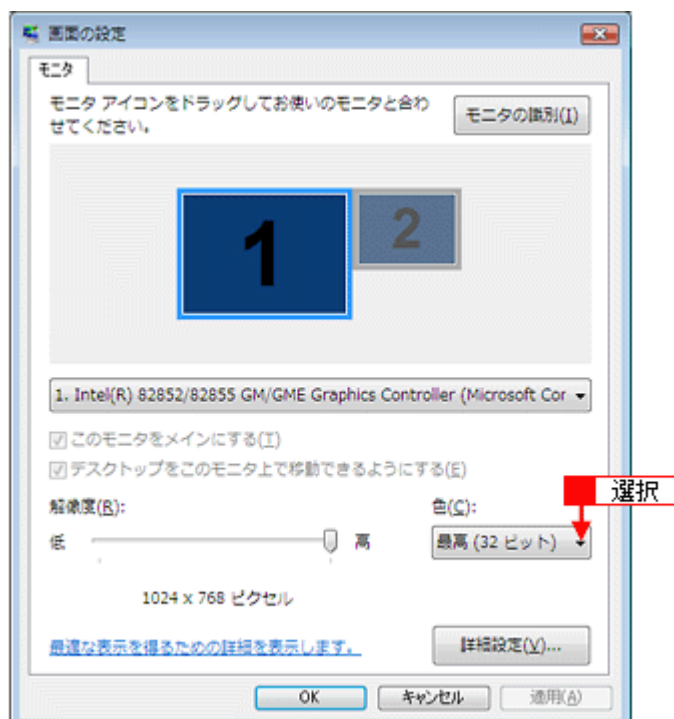 画面の設定
モニタ
モニタ アイコンをドラッグしてお使いのモニタと合わ
せてください。
モニタの識別(I)
1
2
1. Intel(R) 82852/82855 GM/GME Graphics Controller (Microsoft Cor
このモニタをメインにする(I)
デスクトップをこのモニタ上で移動できるようにする(E)
選択
解像度(R):
色(C):
低
高
最高 (32 ビット)
1024 x 768 ピクセル
最適な表示を得るための詳細を表示します。
詳細設定(V)...
OK
キャンセル
適用(A)